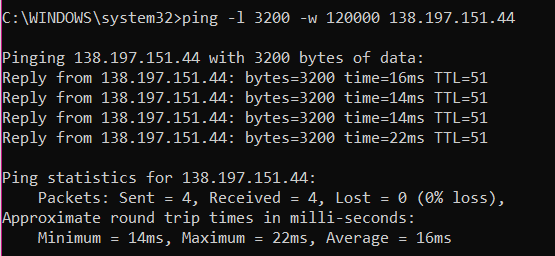 C:\WINDOWS\system32>ping -l 3200 -w 120000 138.197.151.44
Pinging 138.197.151.44 with 3200 bytes of data:
Reply from 138.197.151.44: bytes=3200 time=16ms TTL=51
Reply from 138.197.151.44: bytes=3200 time=14ms TTL=51
Reply from 138.197.151.44: bytes=3200 time=14ms TTL=51
Reply from 138.197.151.44: bytes=3200 time=22ms TTL=51
Ping statistics for 138.197.151.44:
Packets: Sent = 4, Received = 4, Lost = 0 (0% loss),
Approximate round trip times in milli-seconds:
Minimum = 14ms, Maximum = 22ms, Average = 16ms